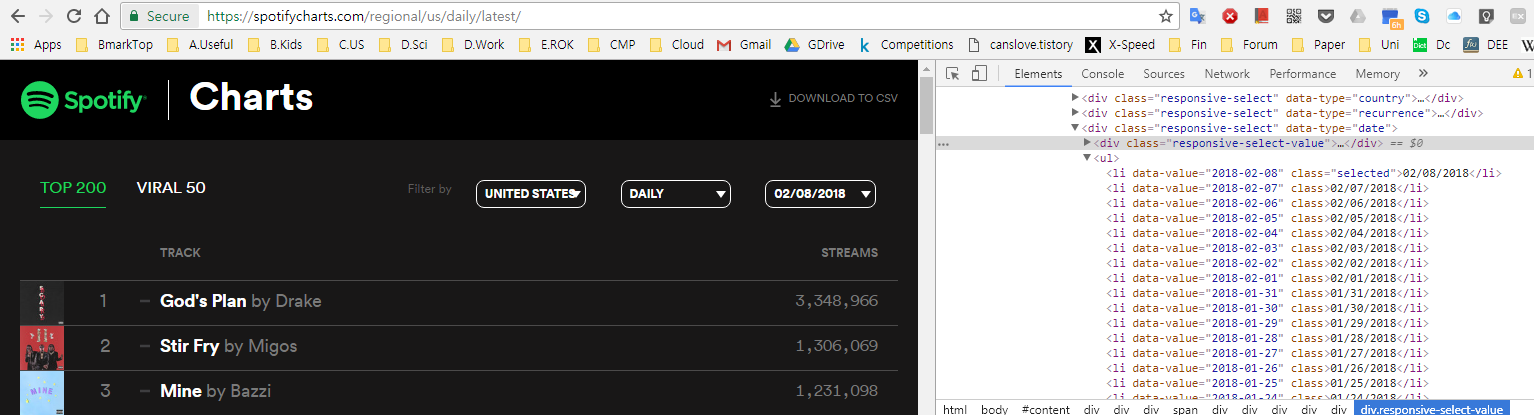 Secure https://spotifycharts.com/regional/us/daily/latest/
6h
Apps BmarkTop A.Useful B.Kids C.US D.Sci D.Work E.ROK CMP Cloud Gmail GDrive Competitions canslove.tistory X-Speed Fin Forum Paper Uni Dc DEE W
Spotify Charts
DOWNLOAD TO CSV
TOP 200 VIRAL 50 Filter by UNITED STATES DAILY 02/08/2018
TRACK STREAMS
1 God's Plan by Drake 3,348,966
2 Stir Fry by Migos 1,306,069
3 Mine by Bazzi 1,231,098
Elements Console Sources Network Performance Memory » 1
<div class="responsive-select" data-type="country">…</div>
<div class="responsive-select" data-type="recurrence">…</div>
<div class="responsive-select" data-type="date">
<div class="responsive-select-value">…</div> == $0
<ul>
<li data-value="2018-02-08" class="selected">02/08/2018</li>
<li data-value="2018-02-07" class>02/07/2018</li>
<li data-value="2018-02-06" class>02/06/2018</li>
<li data-value="2018-02-05" class>02/05/2018</li>
<li data-value="2018-02-04" class>02/04/2018</li>
<li data-value="2018-02-03" class>02/03/2018</li>
<li data-value="2018-02-02" class>02/02/2018</li>
<li data-value="2018-02-01" class>02/01/2018</li>
<li data-value="2018-01-31" class>01/31/2018</li>
<li data-value="2018-01-30" class>01/30/2018</li>
<li data-value="2018-01-29" class>01/29/2018</li>
<li data-value="2018-01-28" class>01/28/2018</li>
<li data-value="2018-01-27" class>01/27/2018</li>
<li data-value="2018-01-26" class>01/26/2018</li>
<li data-value="2018-01-25" class>01/25/2018</li>
<li data-value="2018-01-24" class>01/24/2018</li>
html body #content div div div span div div div div div div.responsive-select-value